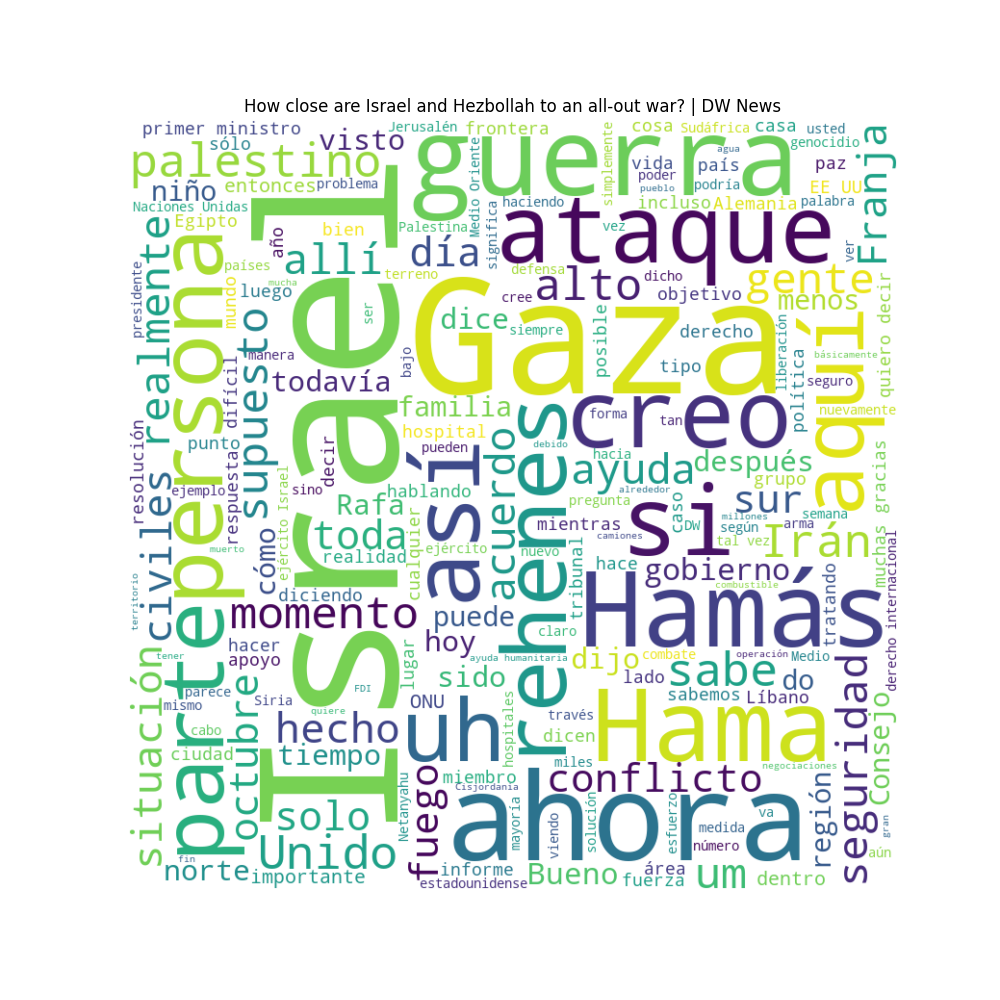 How close are Israel and Hezbollah to an all-out war? | DW News
primer ministro
sólo
visto
Jerusalén
frontera
cosa
Sudáfrica
casa
usted
genocidio
agua
palestino
guerra
simplemente
vida
poder
pueblo
país
podría
paz
EE UU
Franja
niño
entonces
problema
Medio Oriente
Naciones Unidas
Egipto
año
bien
Palestina
significa
haciendo
vez
incluso
Alemania
palabra
ver
ataque
día
allí
países
mucha
terreno
defensa
cree
alto
dicho
objetivo
gente
menos
quiero decir
presidente
realmente
persona
mundo
luego
ser
Israel
Gaza
dice
siempre
posible
derecho
tipo
liberación
política
básicamente
seguro
nuevamente
aquí
manera
todavía
bajo
supuesto
difícil
familia
hospital
pueden
creo
forma
tan
resolución
punto
respuesta
decir
así
acuerdo
rehenes
debido
hacia
ayuda
después
grupo
ejemplo
sino
ejército Israel
Rafa
hablando
alrededor
pregunta
si
caso
DW
sur
millones
según
semana
arma
tal vez
Irán
muchas gracias
civiles
parte
muerto
cómo
toda
realidad
cualquier
ejército
nuevo
mientras
camiones
tribunal
hace
gobierno
combustible
tratando
derecho internacional
territorio
diciendo
momento
puede
Hamás
hacer
apoyo
hoy
claro
tener
situación
parece
mismo
octubre
Siria
FDI
quiere
lugar
sido
ayuda humanitaria
dijo
combate
lado
sabe
operación
Medio
sabemos
do
Líbano
seguridad
Consejo
cabo
ciudad
hecho
ONU
uh
hospitales
través
dicen
Hama
tiempo
miles
negociaciones
fuego
miembro
Cisjordania
conflicto
región
gran
solo
Netanyahu
ahora
mayoría
viendo
solución
esfuerzo
va
medida
número
aún
fin
norte
importante
Unido
informe
estadounidense
Bueno
fuerza
área
um
dentro